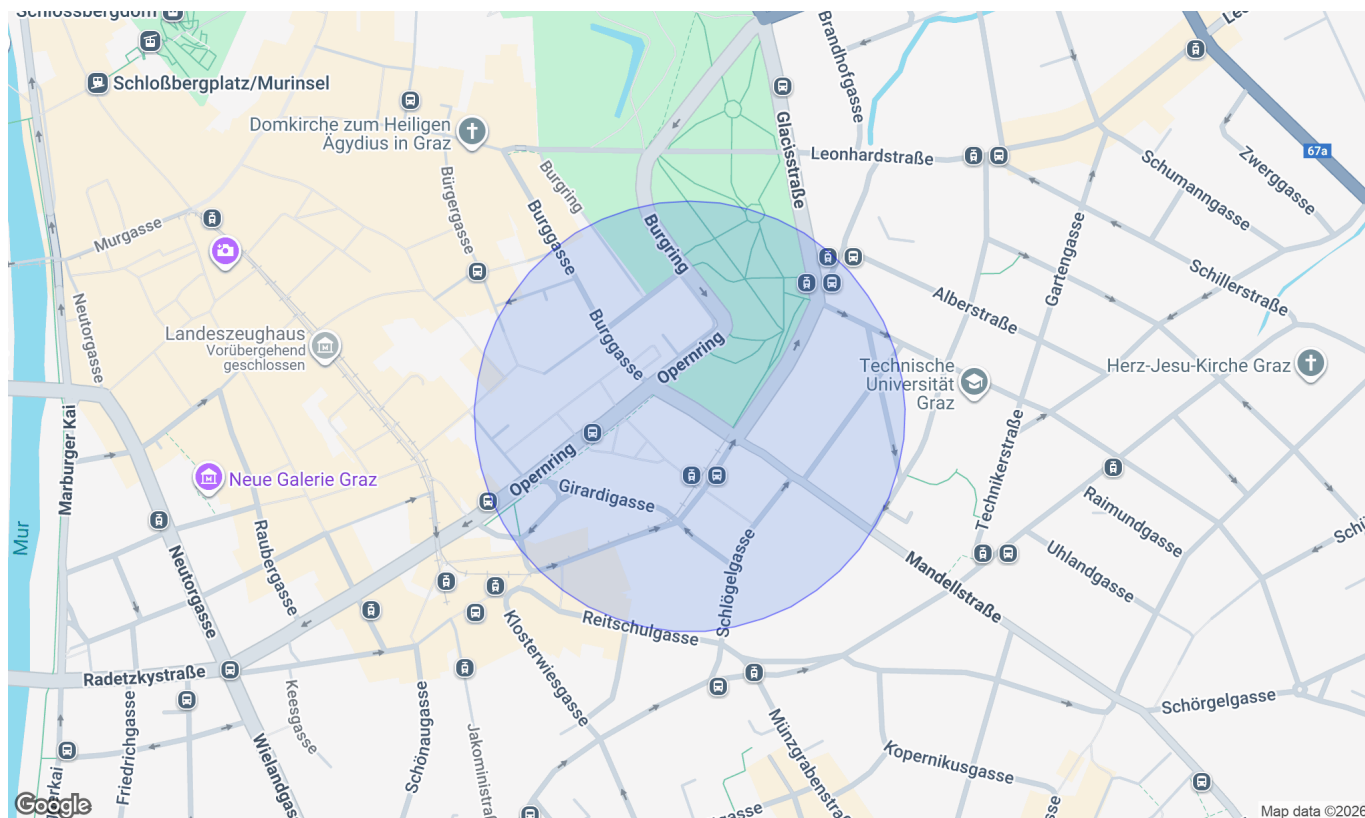 Schlossbergdom
Schloßbergplatz/Murinsel
Domkirche zum Heiligen
Ägydius in Graz
Brandhofgasse
Glacisstraße
Leonhardstraße
67a
Zwerggasse
Schumanngasse
Schillerstraße
Gartengasse
Alberstraße
Burgring
Burgring
Bürgergasse
Burggasse
Burggasse
Murgasse
Neutorgasse
Landeszeughaus
Vorübergehend
geschlossen
Opernring
Technische
Universität
Graz
Herz-Jesu-Kirche Graz
Marburger Kai
Neue Galerie Graz
Opernring
Girardigasse
Technikerstraße
Raimundgasse
Uhlandgasse
Mur
Raubergasse
Neutorgasse
Schlögelgasse
Mandellstraße
Reitschulgasse
Klosterwiesgasse
Radetzkystraße
Keesgasse
Friedrichgasse
Wielandgas
Schönaugasse
Jakoministra
Münzgrabenstraß
Schörgelgasse
Kopernikusgasse
Google
Map data ©2026